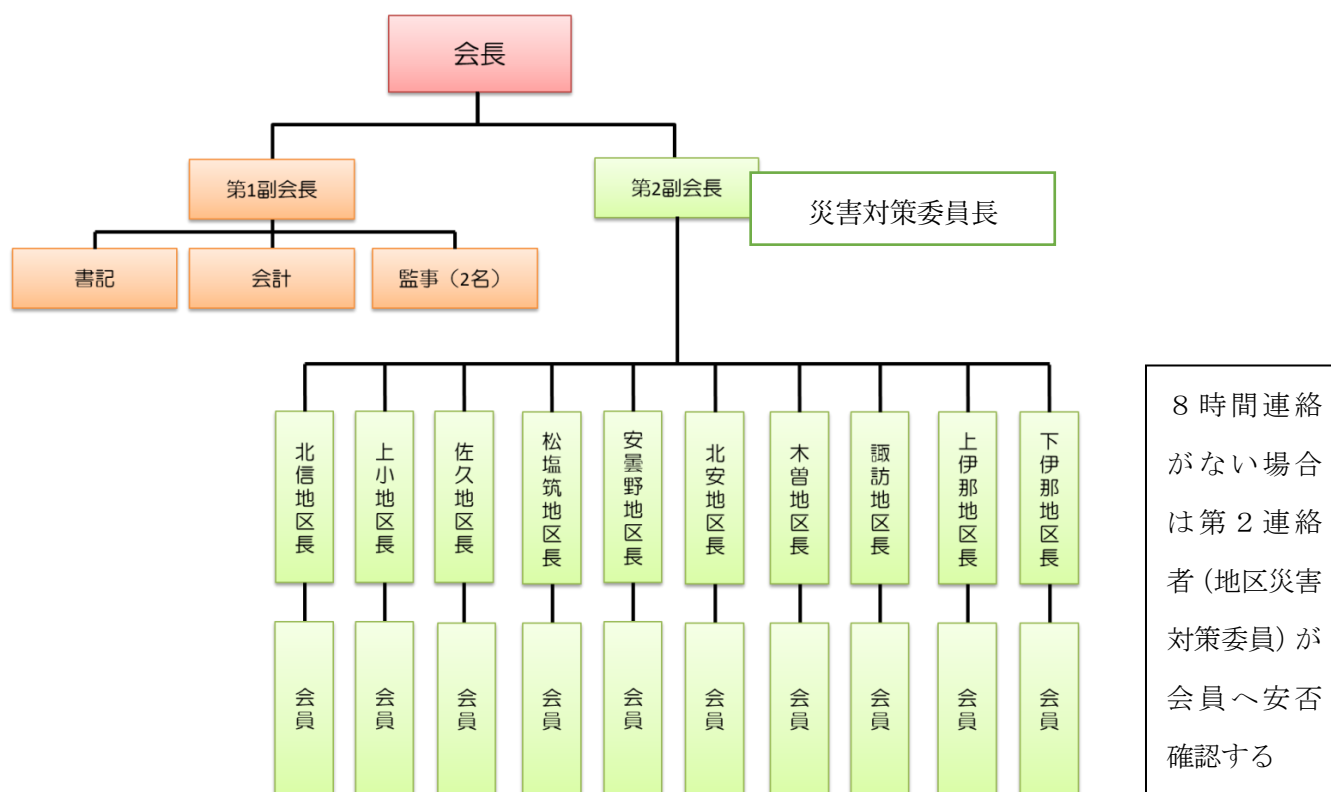 会長
第1副会長
第2副会長
災害対策委員長
書記
会計
監事（2名）
北信地区長
上小地区長
佐久地区長
松塩筑地区長
安曇野地区長
北安地区長
木曽地区長
諏訪地区長
上伊那地区長
下伊那地区長
会員
会員
会員
会員
会員
会員
会員
会員
会員
会員
８時間連絡
がない場合
は第２連絡
者（地区災害
対策委員）が
会員へ安否
確認する